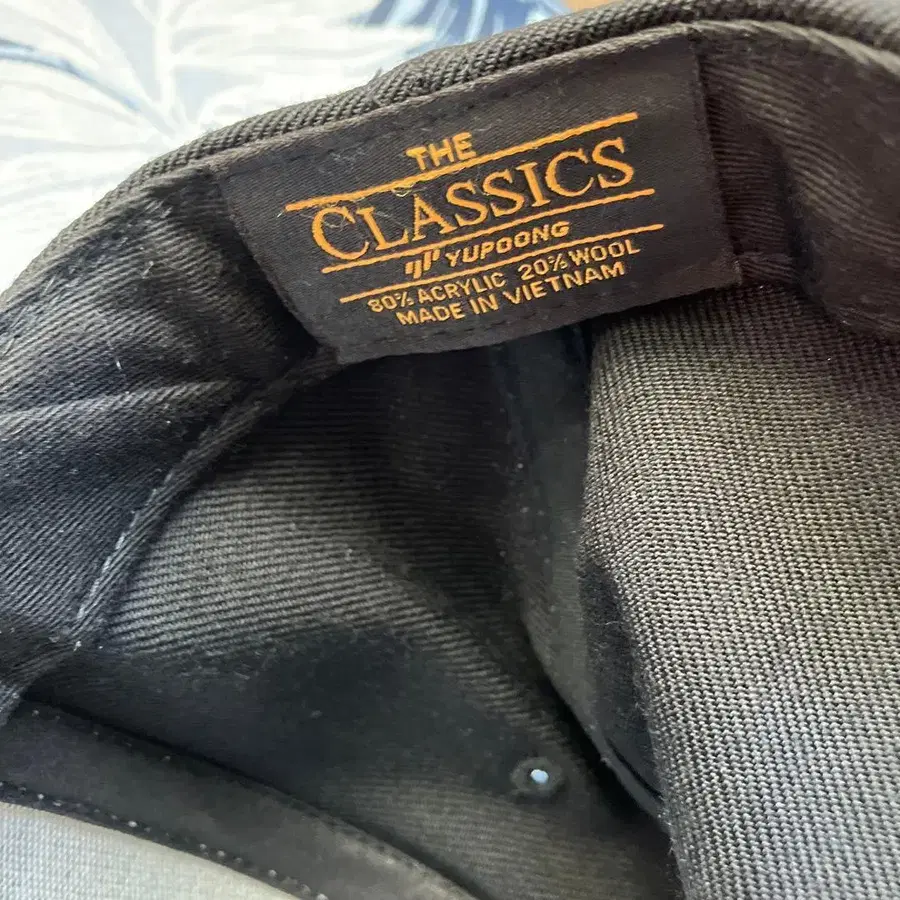 THE
CLASSICS
YUPOONG
80% ACRYLIC 20% WOOL
MADE IN VIETNAM